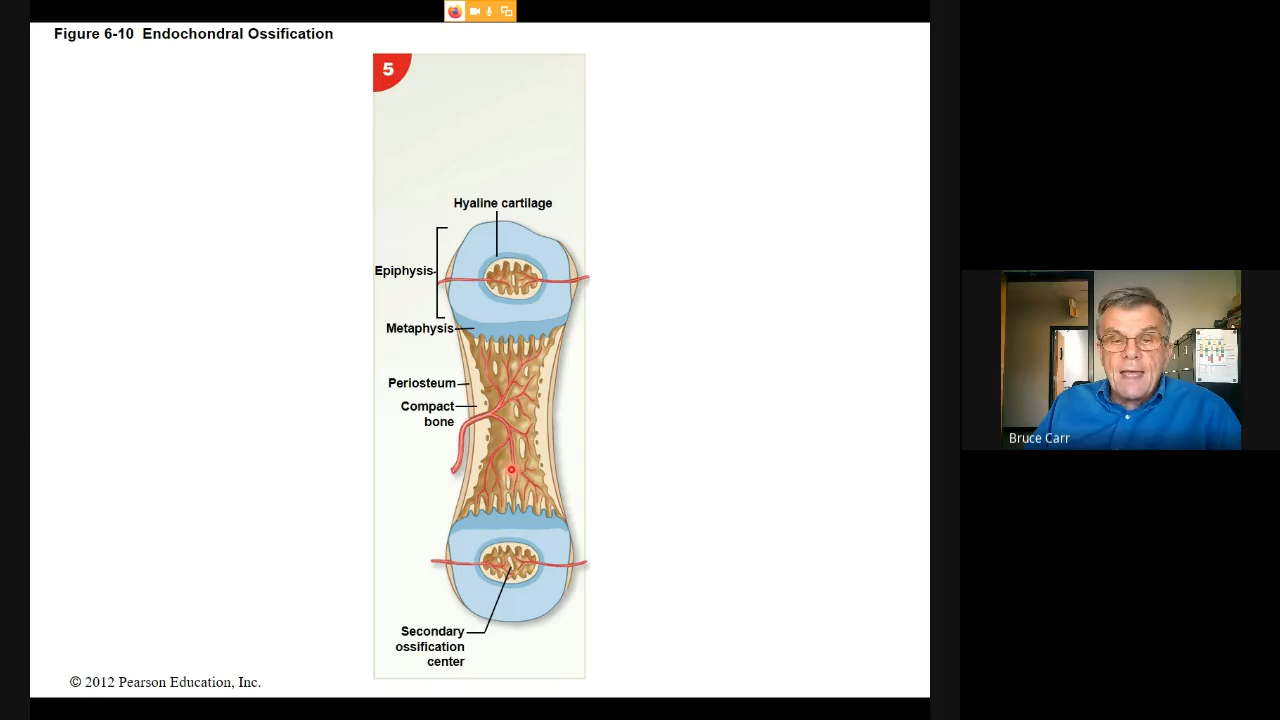 Figure 6-10 Endochondral Ossification
5
Hyaline cartilage
Epiphysis
Metaphysis
Periosteum
Compact
bone
Secondary
ossification
center
© 2012 Pearson Education, Inc.
Bruce Carr